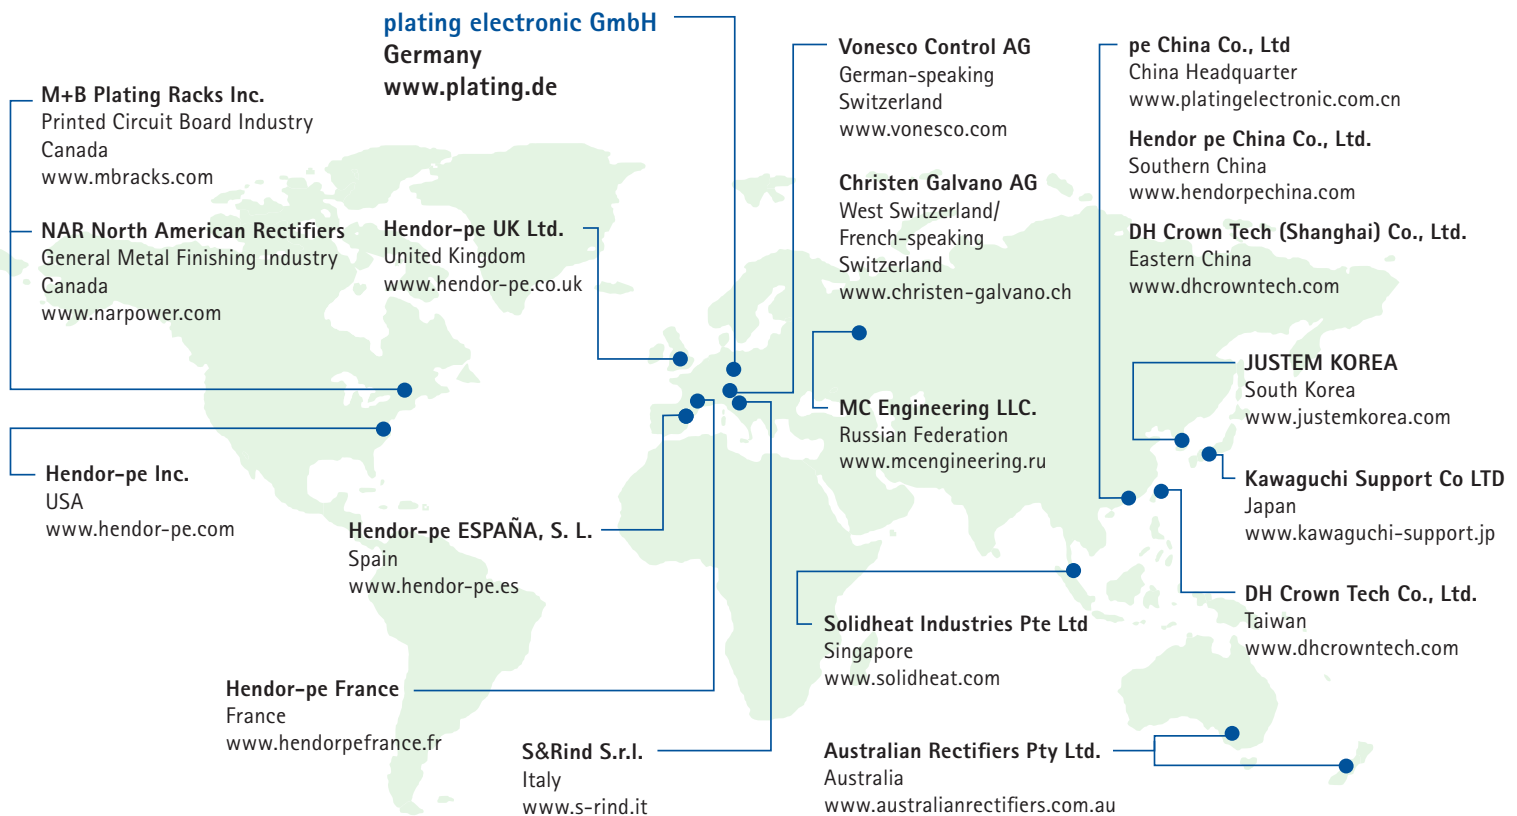 plating electronic GmbH
Germany
www.plating.de
M+B Plating Racks Inc.
Printed Circuit Board Industry
Canada
www.mbracks.com
NAR North American Rectifiers
General Metal Finishing Industry
Canada
www.narpower.com
Hendor-pe Inc.
USA
www.hendor-pe.com
Hendor-pe UK Ltd.
United Kingdom
www.hendor-pe.co.uk
Hendor-pe ESPAÑA, S. L.
Spain
www.hendor-pe.es
Hendor-pe France
France
www.hendorpefrance.fr
S&Rind S.r.l.
Italy
www.s-rind.it
Vonesco Control AG
German-speaking
Switzerland
www.vonesco.com
Christen Galvano AG
West Switzerland/
French-speaking
Switzerland
www.christen-galvano.ch
MC Engineering LLC.
Russian Federation
www.mcengineering.ru
Solidheat Industries Pte Ltd
Singapore
www.solidheat.com
Australian Rectifiers Pty Ltd.
Australia
www.australianrectifiers.com.au
pe China Co., Ltd
China Headquarter
www.platingelectronic.com.cn
Hendor pe China Co., Ltd.
Southern China
www.hendorpechina.com
DH Crown Tech (Shanghai) Co., Ltd.
Eastern China
www.dhcrowntech.com
JUSTEM KOREA
South Korea
www.justemkorea.com
Kawaguchi Support Co LTD
Japan
www.kawaguchi-support.jp
DH Crown Tech Co., Ltd.
Taiwan
www.dhcrowntech.com